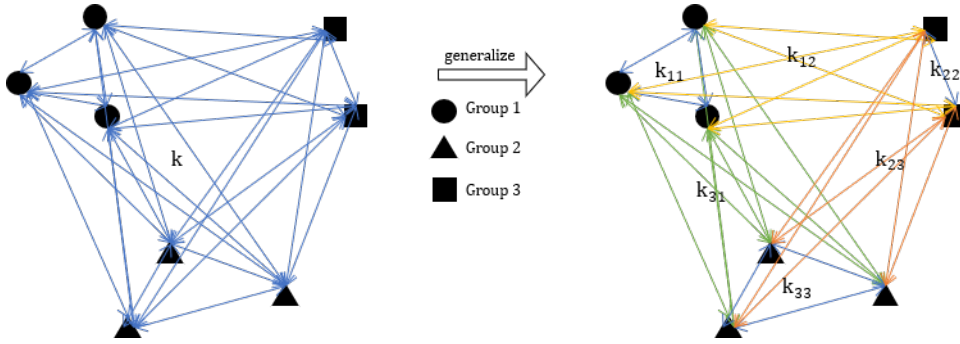 k
generalize
Group 1
Group 2
Group 3
k₁₁
k₁₂
k₂₂
k₂₃
k₃₁
k₃₃